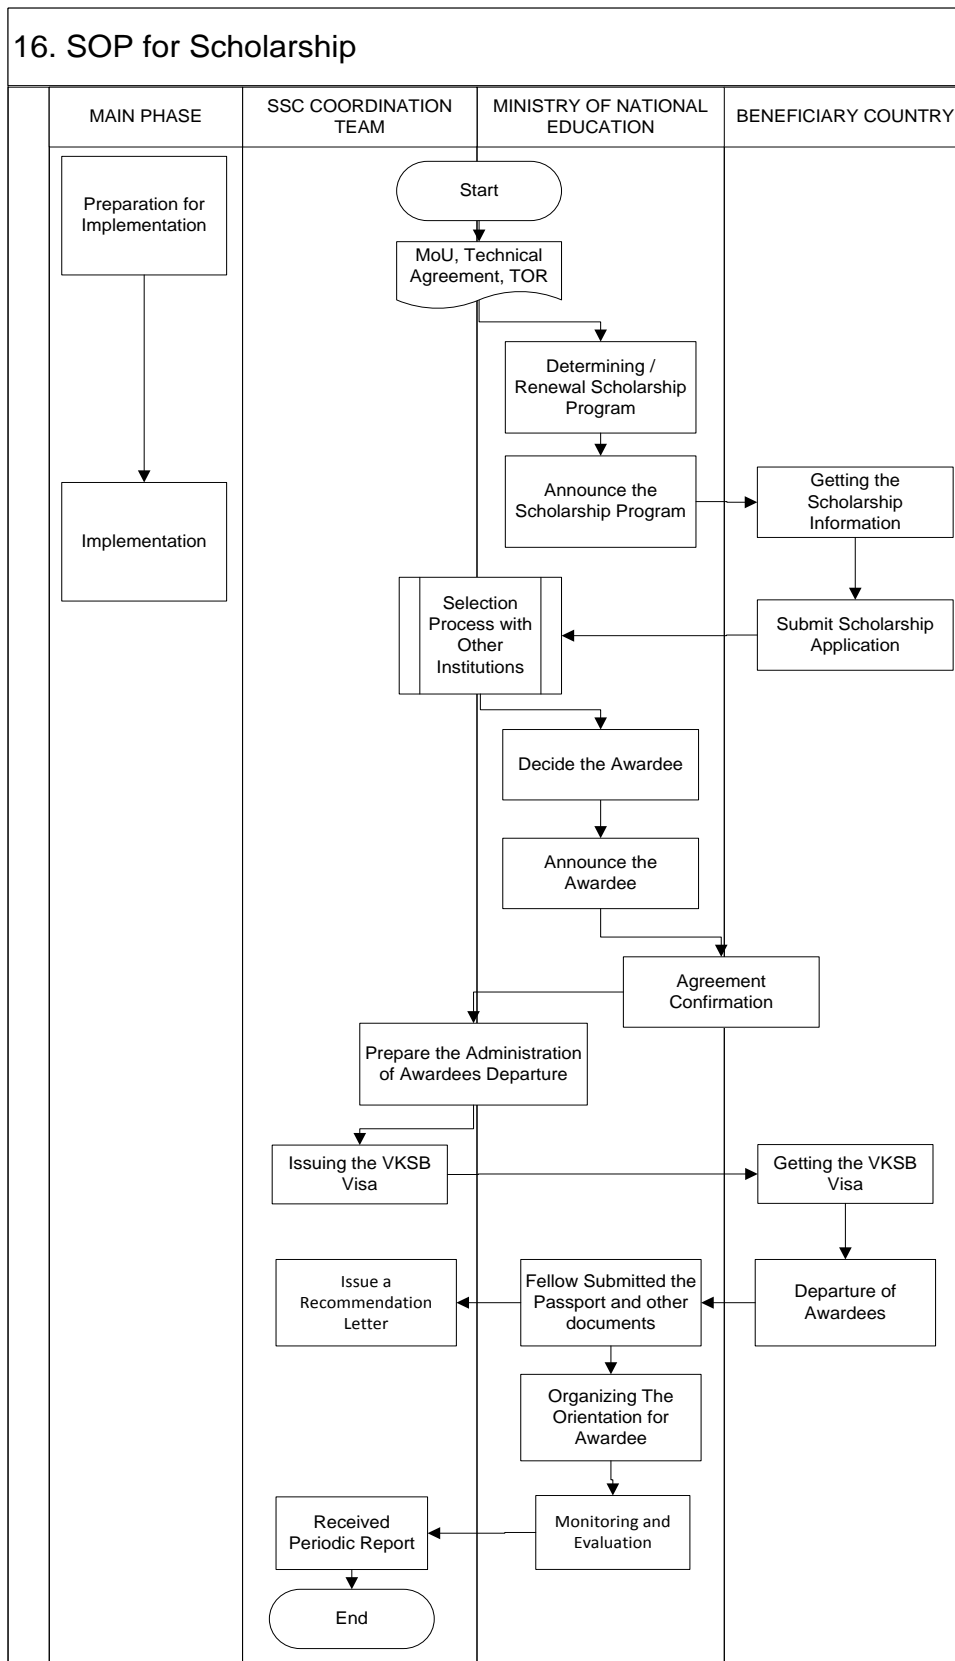 16. SOP for Scholarship
MAIN PHASE
SSC COORDINATION
TEAM
MINISTRY OF NATIONAL
EDUCATION
BENEFICIARY COUNTRY
Preparation for
Implementation
Start
MoU, Technical
Agreement, TOR
Determining /
Renewal Scholarship
Program
Announce the
Scholarship Program
Getting the
Scholarship
Information
Implementation
Selection
Process with
Other
Institutions
Submit Scholarship
Application
Decide the Awardee
Announce the
Awardee
Agreement
Confirmation
Prepare the Administration
of Awardees Departure
Issuing the VKSB
Visa
Getting the VKSB
Visa
Issue a
Recommendation
Letter
Fellow Submitted the
Passport and other
documents
Departure of
Awardees
Organizing The
Orientation for
Awardee
Received
Periodic Report
Monitoring and
Evaluation
End